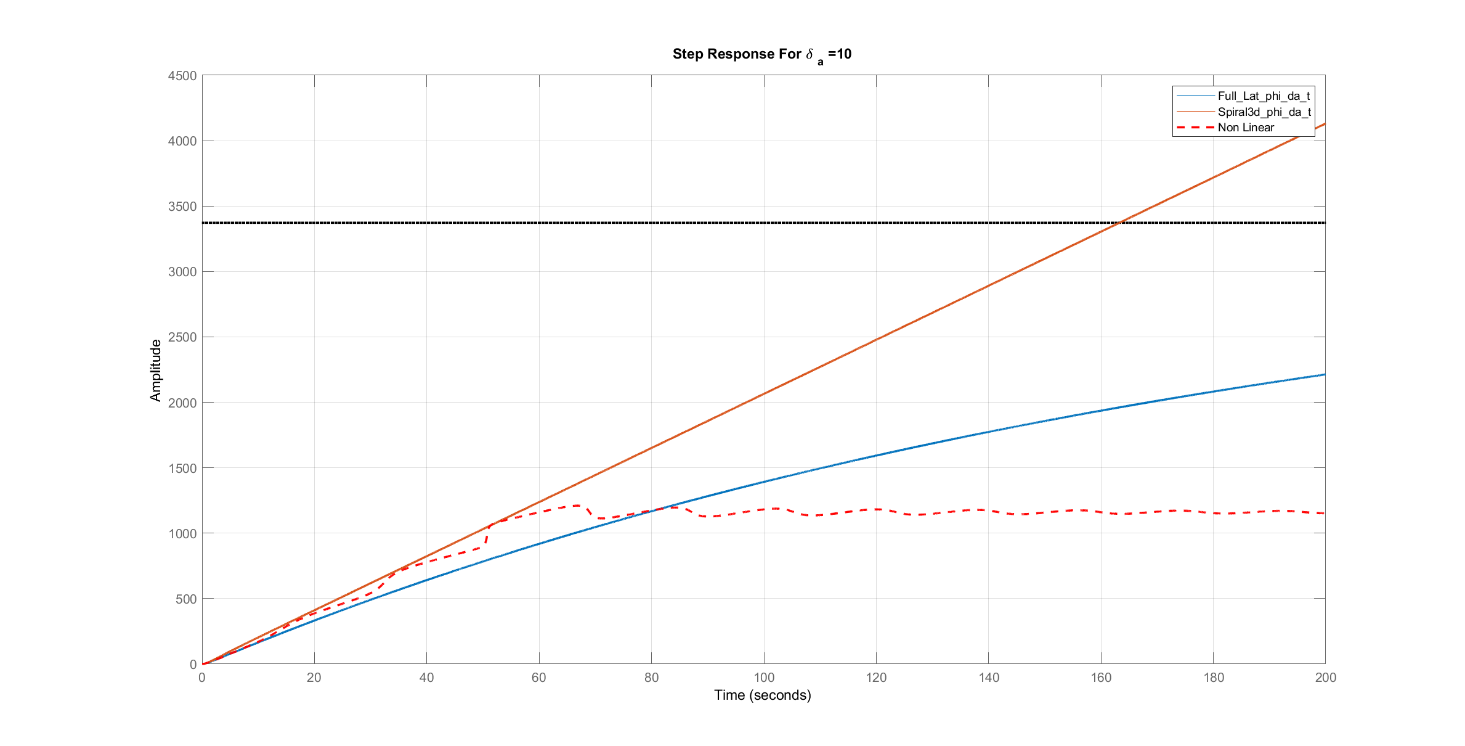 Step Response For δ a =10
4500
4000
3500
3000
2500
2000
1500
1000
500
0
Amplitude
Full_Lat_phi_da_t
Spiral3d_phi_da_t
Non Linear
0 20 40 60 80 100 120 140 160 180 200
Time (seconds)